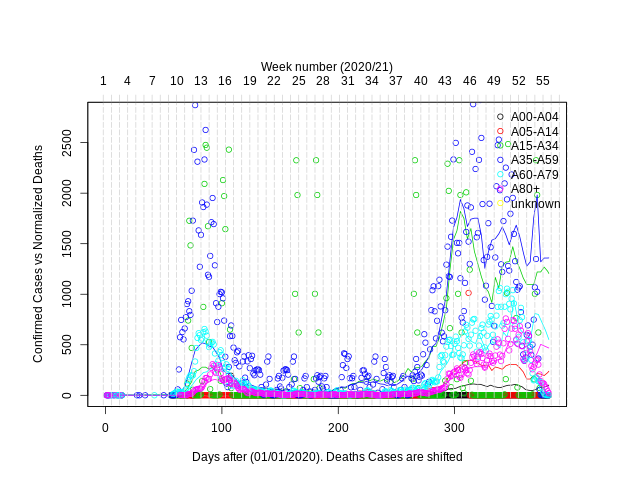 Week number (2020/21)
1 4 7 10 13 16 19 22 25 28 31 34 37 40 43 46 49 52 55
Confirmed Cases vs Normalized Deaths
2500
2000
1500
1000
500
0
A00-A04
A05-A14
A15-A34
A35-A59
A60-A79
A80+
unknown
0 100 200 300
Days after (01/01/2020). Deaths Cases are shifted